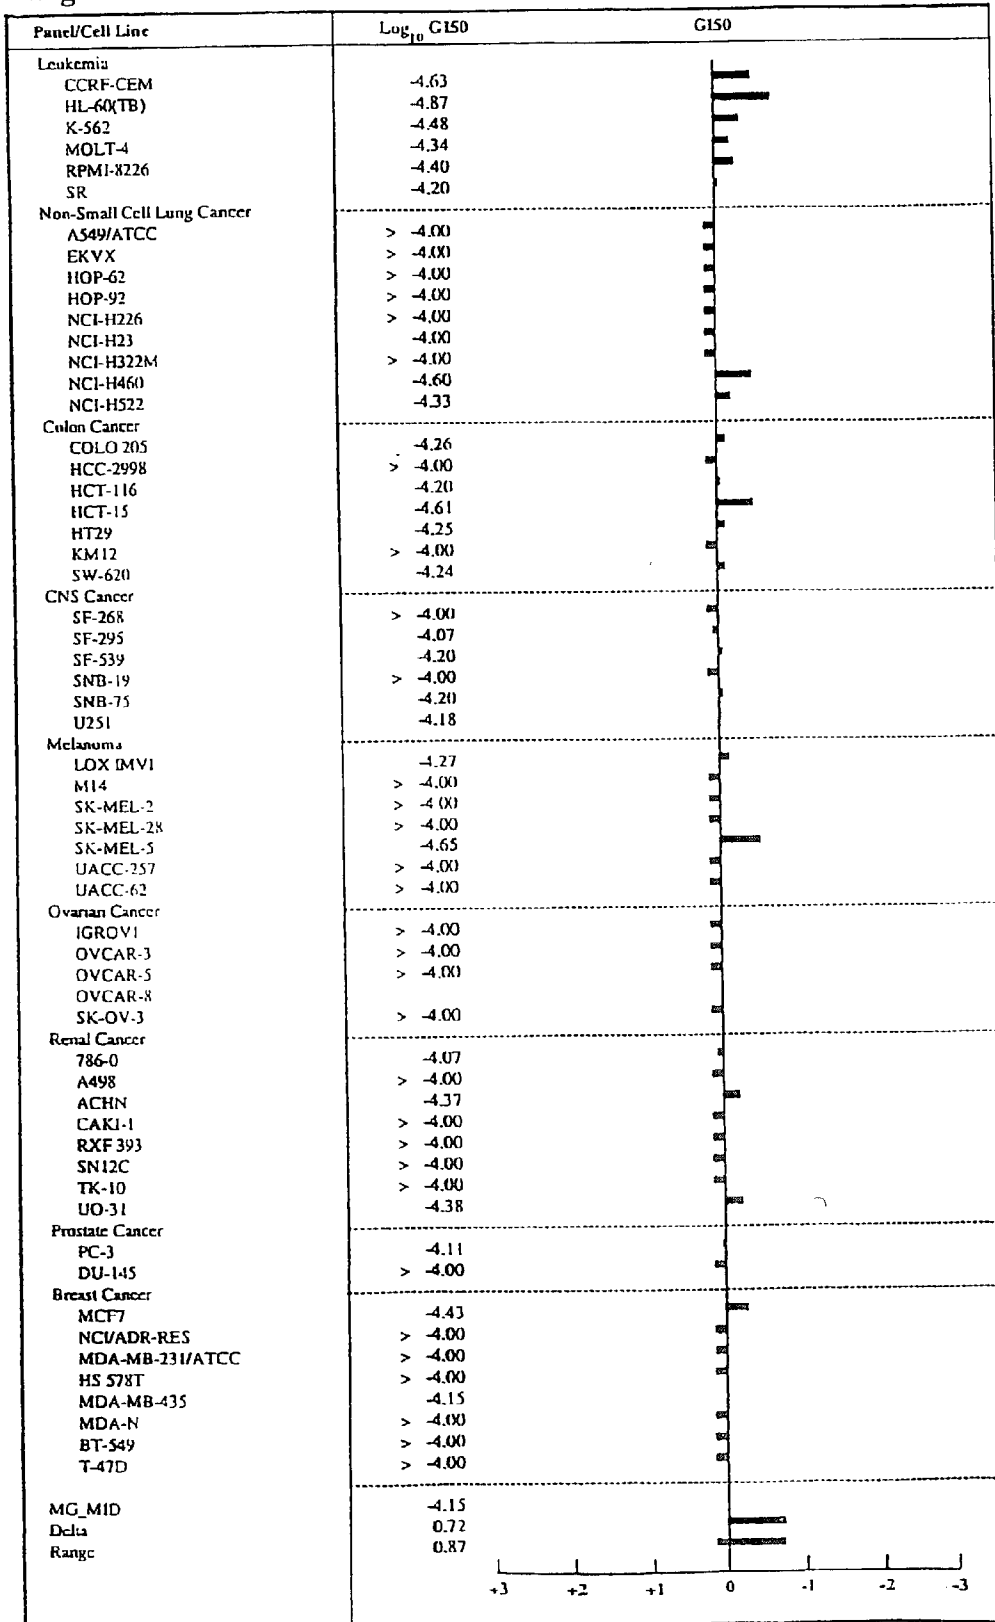 Panel/Cell Line Log10 G150 G150
Leukemia
CCRF-CEM -4.63
HL-60(TB) -4.87
K-562 -4.48
MOLT-4 -4.34
RPMI-8226 -4.40
SR -4.20
Non-Small Cell Lung Cancer
A549/ATCC > -4.00
EKVX > -4.00
HOP-62 > -4.00
HOP-92 > -4.00
NCI-H226 > -4.00
NCI-H23 -4.00
NCI-H322M > -4.00
NCI-H460 -4.60
NCI-H522 -4.33
Colon Cancer
COLO 205 -4.26
HCC-2998 > -4.00
HCT-116 -4.20
HCT-15 -4.61
HT29 -4.25
KM12 > -4.00
SW-620 -4.24
CNS Cancer
SF-268 > -4.00
SF-295 -4.07
SF-539 -4.20
SNB-19 > -4.00
SNB-75 -4.20
U251 -4.18
Melanoma
LOX IMVI -4.27
M14 > -4.00
SK-MEL-2 > -4.00
SK-MEL-28 > -4.00
SK-MEL-5 -4.65
UACC-257 > -4.00
UACC-62 > -4.00
Ovarian Cancer
IGROV1 > -4.00
OVCAR-3 > -4.00
OVCAR-5 > -4.00
OVCAR-8
SK-OV-3 > -4.00
Renal Cancer
786-0 -4.07
A498 > -4.00
ACHN -4.37
CAKI-1 > -4.00
RXF 393 > -4.00
SN12C > -4.00
TK-10 > -4.00
UO-31 -4.38
Prostate Cancer
PC-3 -4.11
DU-145 > -4.00
Breast Cancer
MCF7 -4.43
NCI/ADR-RES > -4.00
MDA-MB-231/ATCC > -4.00
HS 578T > -4.00
MDA-MB-435 -4.15
MDA-N > -4.00
BT-549 > -4.00
T-47D > -4.00
MG_MID -4.15
Delta 0.72
Range 0.87
+3 +2 +1 0 -1 -2 -3